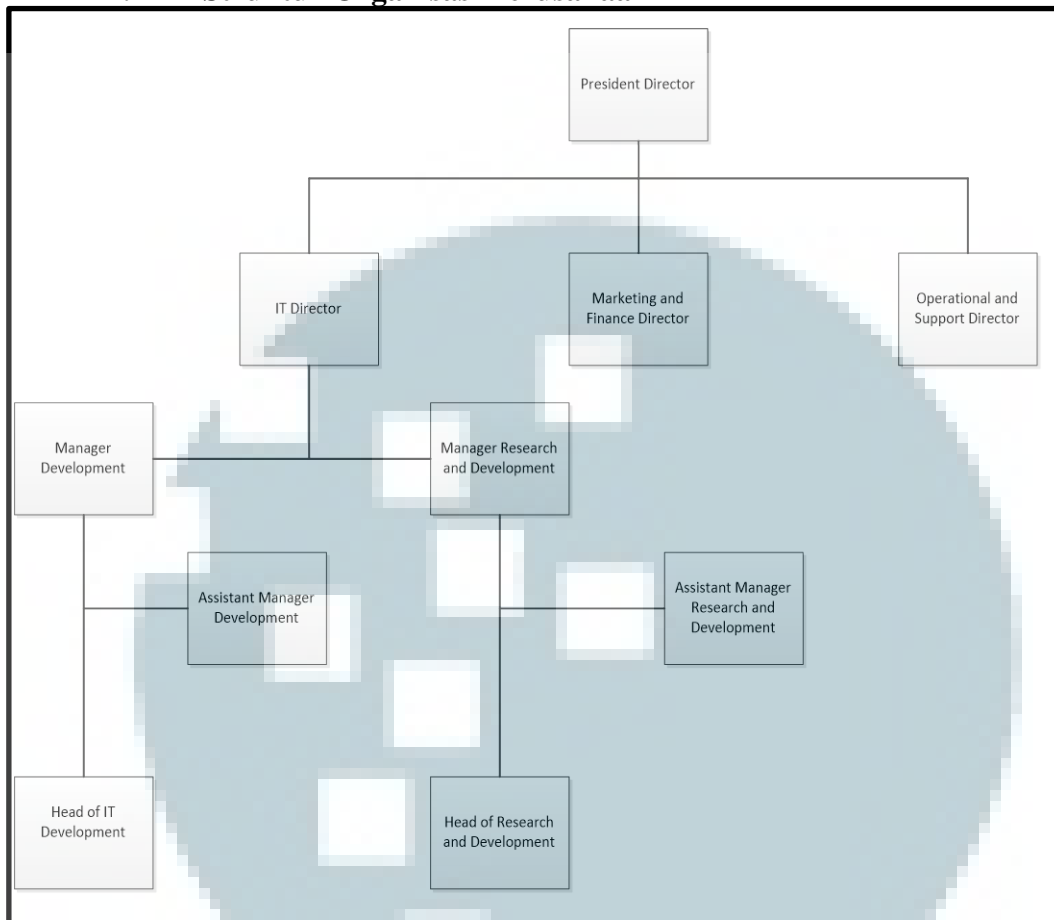 President Director
IT Director
Marketing and
Finance Director
Operational and
Support Director
Manager
Development
Manager Research
and Development
Assistant Manager
Development
Assistant Manager
Research and
Development
Head of IT
Development
Head of Research
and Development